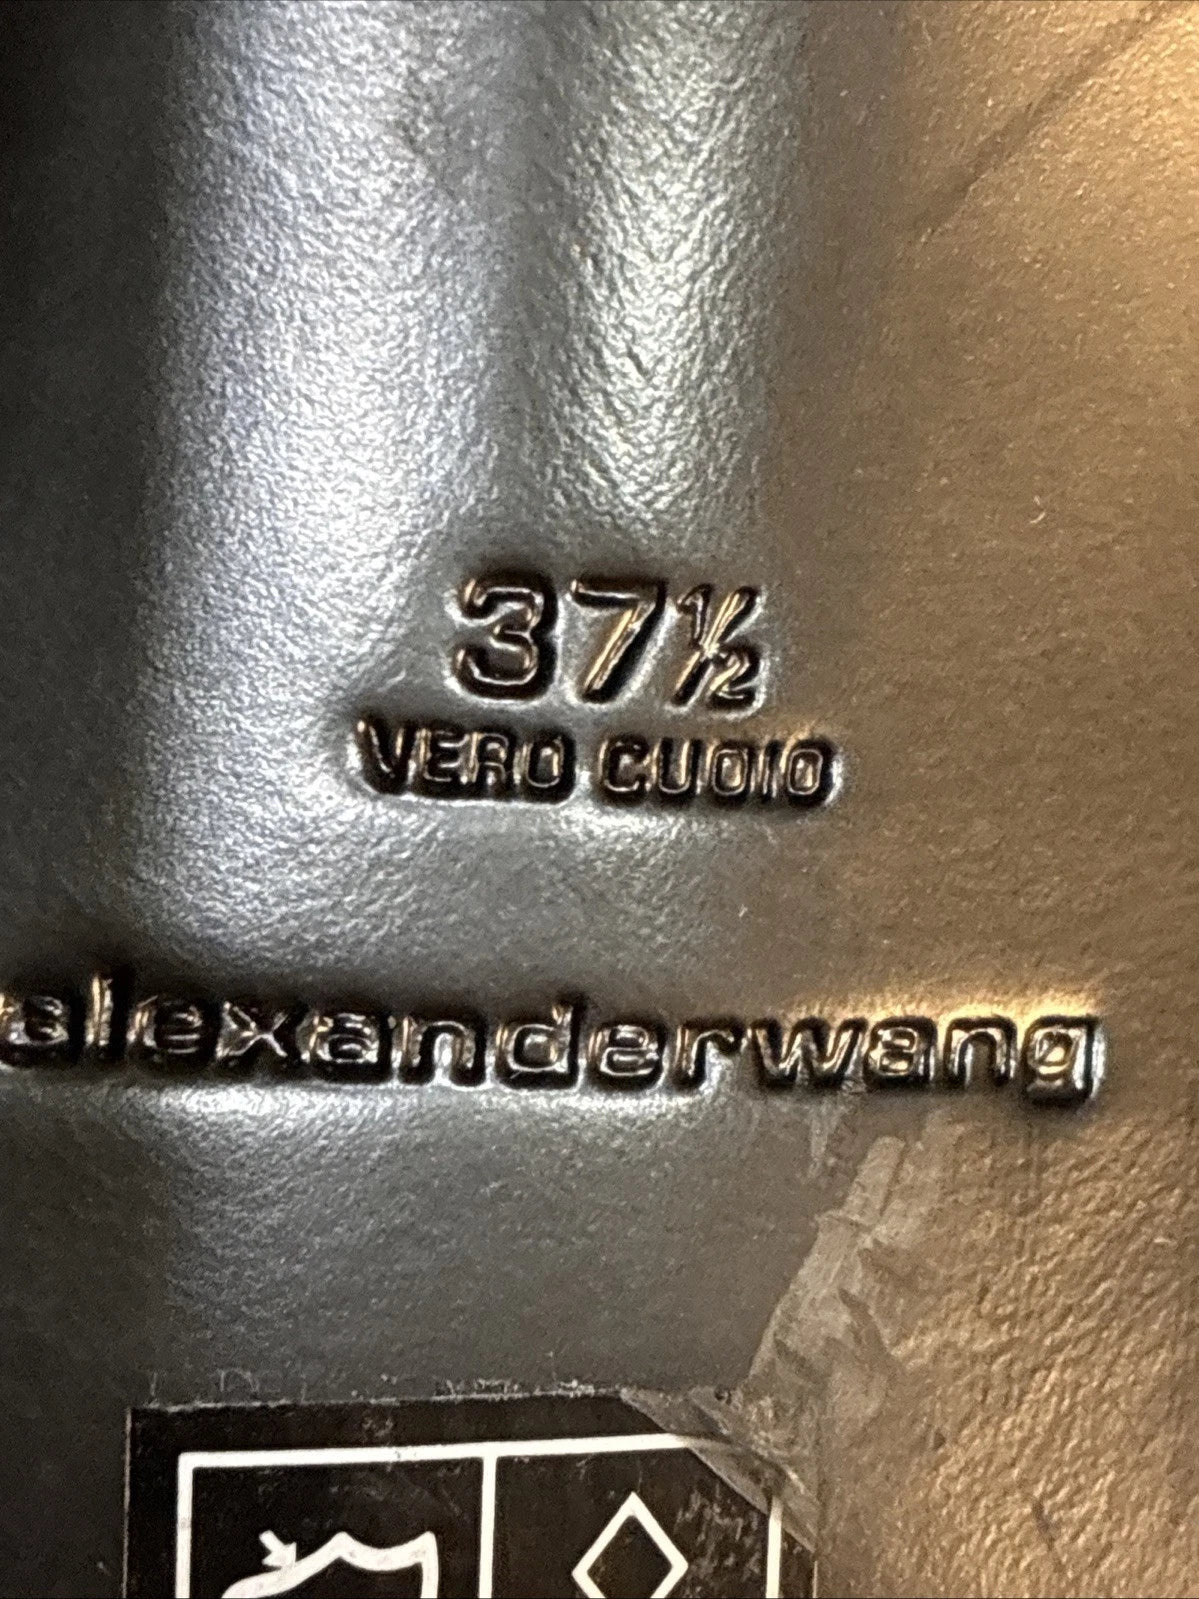 37½
VERO CUOIO
alexanderwang